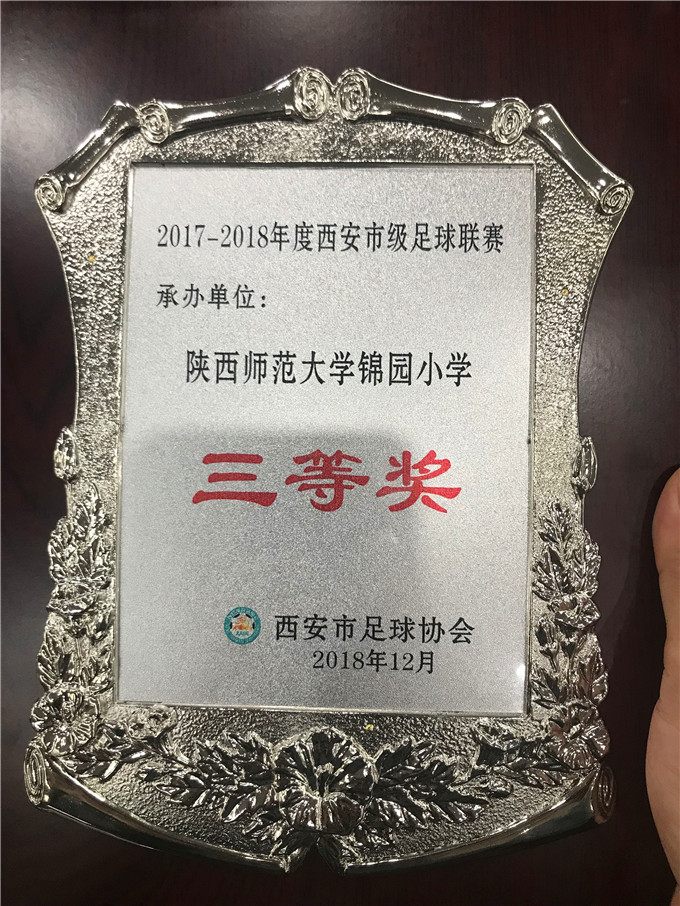 2017-2018年度西安市级足球联赛
承办单位：
陕西师范大学锦园小学
三等奖
西安市足球协会
2018年12月